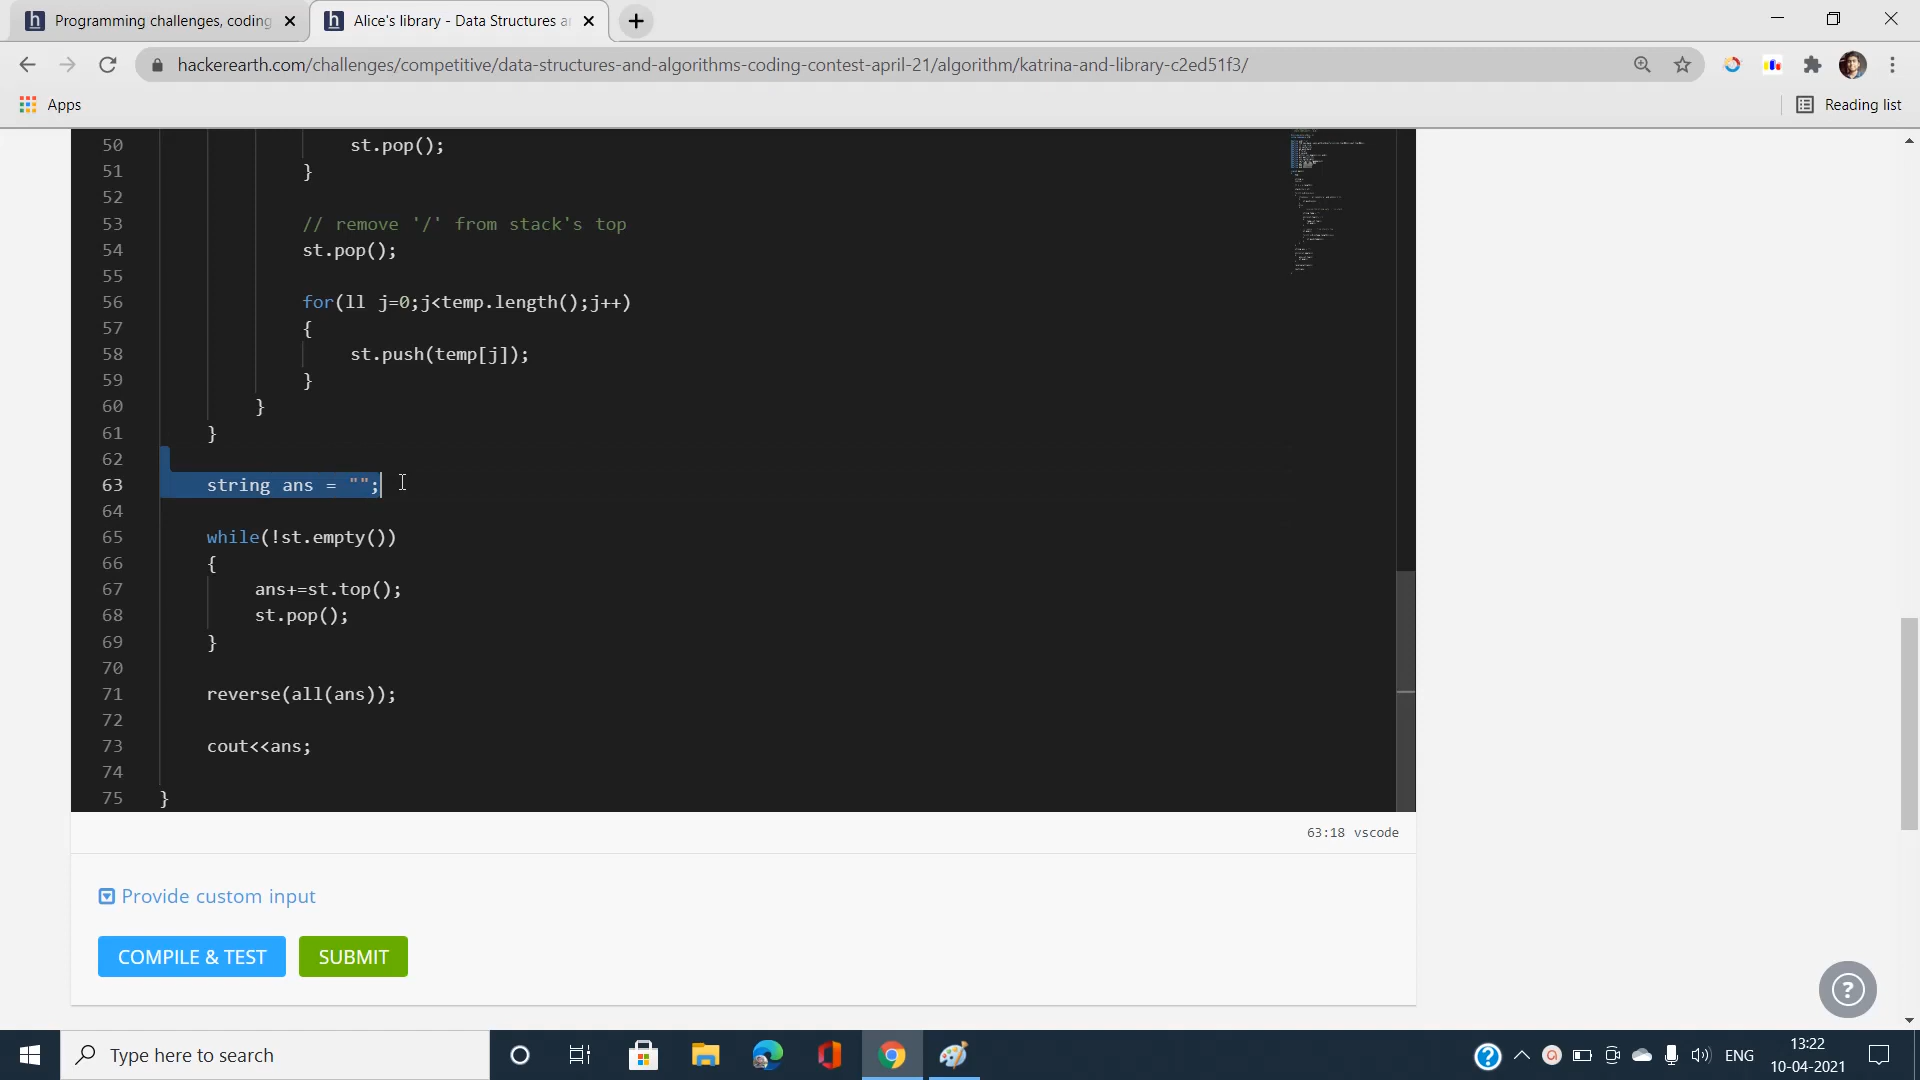 Programming challenges, coding
Alice's library - Data Structures a
hackerearth.com/challenges/competitive/data-structures-and-algorithms-coding-contest-april-21/algorithm/katrina-and-library-c2ed51f3/
Apps
Reading list
50 st.pop();
51 }
52
53 // remove '/' from stack's top
54 st.pop();
55
56 for(ll j=0;j<temp.length();j++)
57 {
58 st.push(temp[j]);
59 }
60 }
61 }
62
63 string ans = "";
64
65 while(!st.empty())
66 {
67 ans+=st.top();
68 st.pop();
69 }
70
71 reverse(all(ans));
72
73 cout<<ans;
74
75 }
63:18 vscode
Provide custom input
COMPILE & TEST SUBMIT
Type here to search
ENG
13:22
10-04-2021